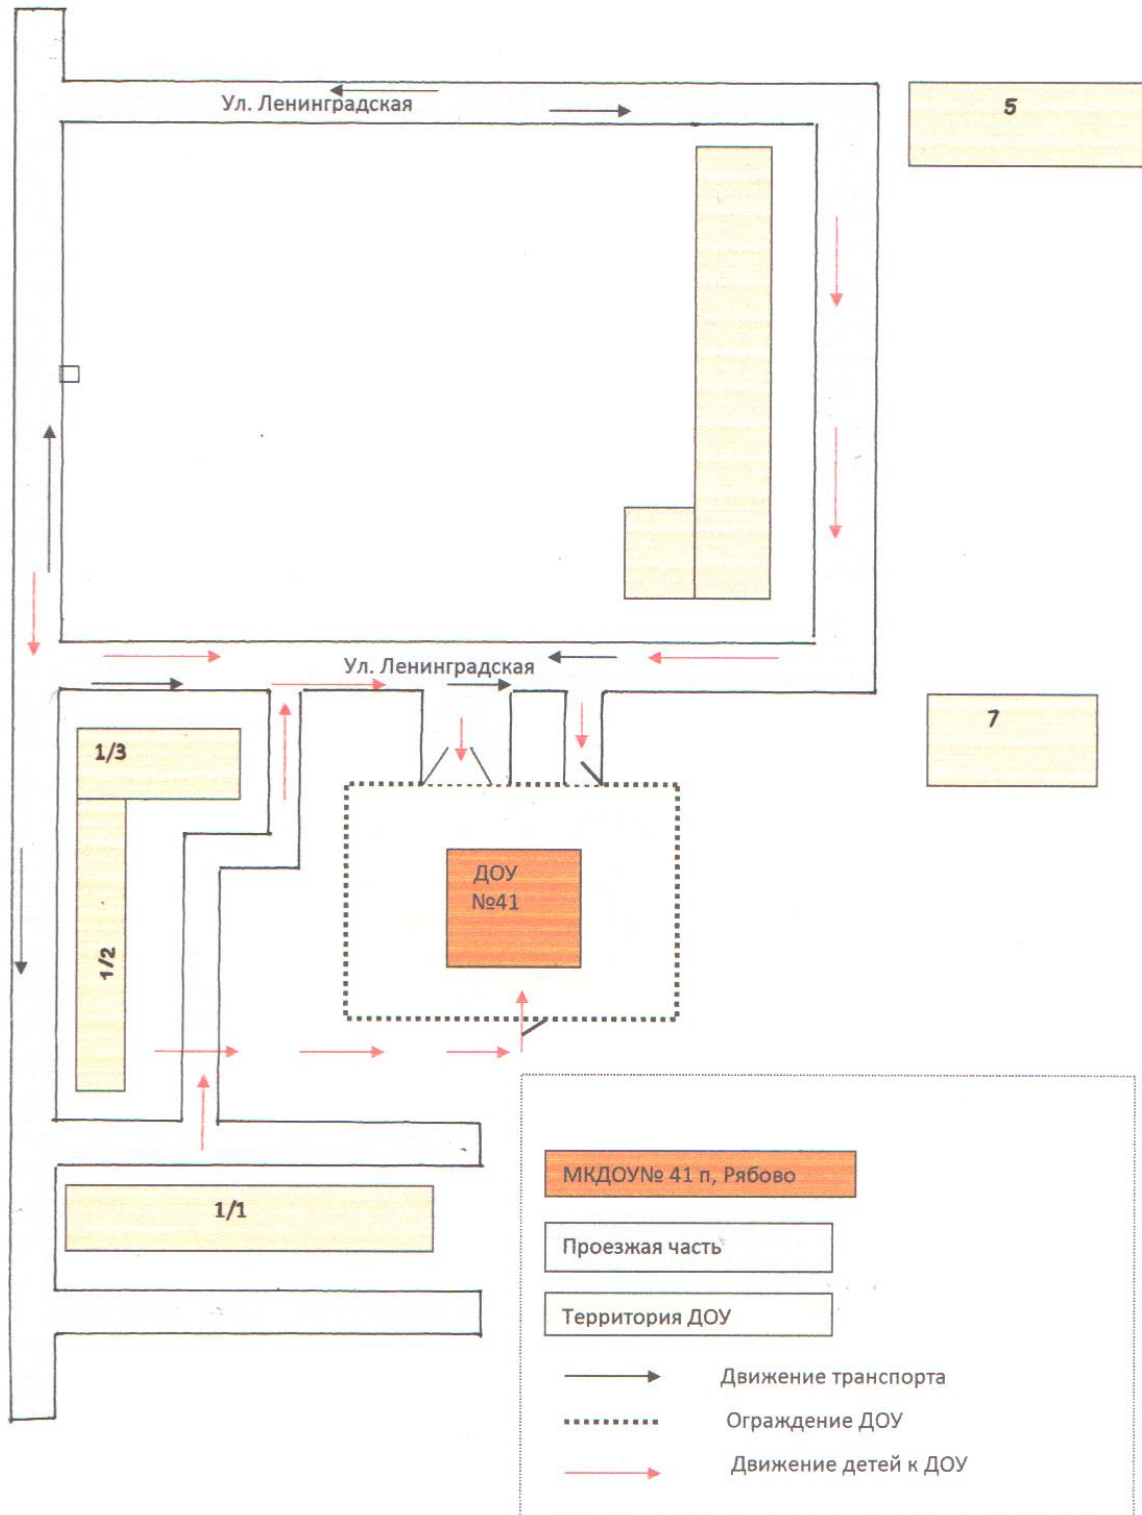 Ул. Ленинградская
5
Ул. Ленинградская
7
1/3
ДОУ
№41
1/2
1/1
МКДОУ№ 41 п, Рябово
Проезжая часть
Территория ДОУ
Движение транспорта
Ограждение ДОУ
Движение детей к ДОУ